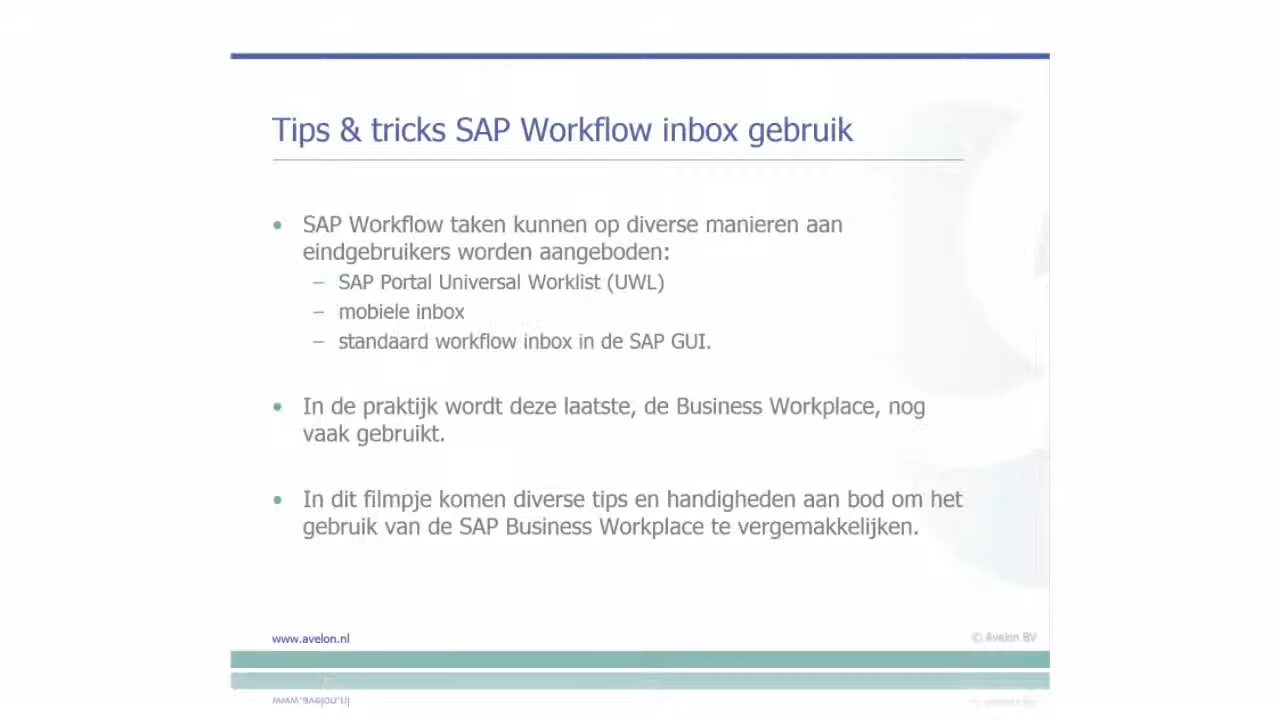 Tips & tricks SAP Workflow inbox gebruik
• SAP Workflow taken kunnen op diverse manieren aan
eindgebruikers worden aangeboden:
– SAP Portal Universal Worklist (UWL)
– mobiele inbox
– standaard workflow inbox in de SAP GUI.
• In de praktijk wordt deze laatste, de Business Workplace, nog
vaak gebruikt.
• In dit filmpje komen diverse tips en handigheden aan bod om het
gebruik van de SAP Business Workplace te vergemakkelijken.
www.avelon.nl
© Avelon BV